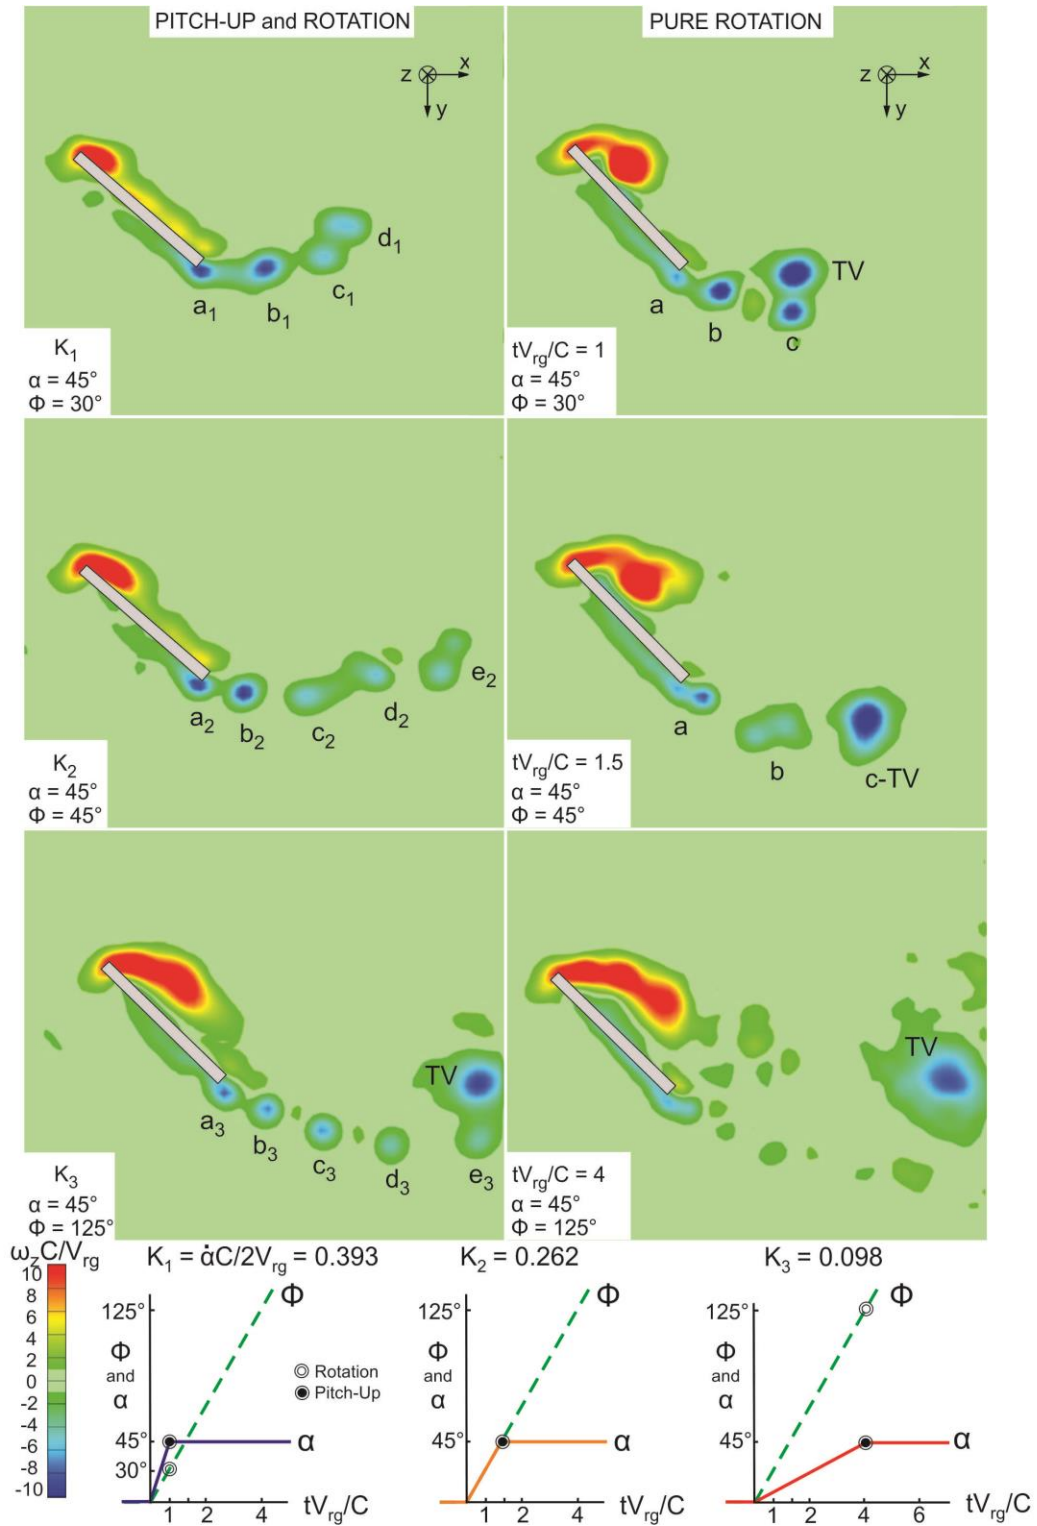 PITCH-UP and ROTATION
PURE ROTATION
z x
y
z x
y
a₁ b₁ c₁ d₁
K₁
α = 45°
Φ = 30°
a b c TV
tVrg/C = 1
α = 45°
Φ = 30°
a₂ b₂ c₂ d₂ e₂
K₂
α = 45°
Φ = 45°
a b c-TV
tVrg/C = 1.5
α = 45°
Φ = 45°
TV
a₃ b₃ c₃ d₃ e₃
K₃
α = 45°
Φ = 125°
TV
tVrg/C = 4
α = 45°
Φ = 125°
ωzC/Vrg
10
8
6
4
2
0
-2
-4
-6
-8
-10
K₁ = α̇C/2Vrg = 0.393
125°
Φ
and
α
45°
30°
Φ
Rotation
Pitch-Up
α
1 2 4 tVrg/C
K₂ = 0.262
125°
Φ
and
α
45°
Φ
α
1 2 4 tVrg/C
K₃ = 0.098
125°
Φ
and
α
45°
Φ
α
1 2 4 6 tVrg/C